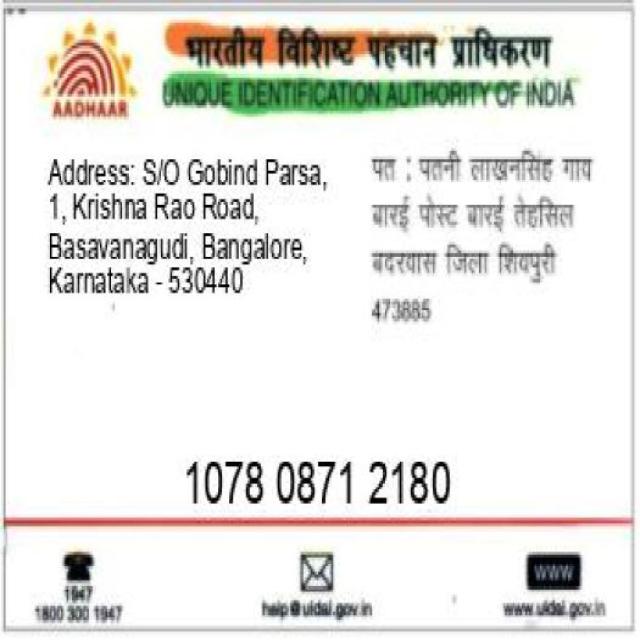 भारतीय विशिष्ट पहचान प्राधिकरण
UNIQUE IDENTIFICATION AUTHORITY OF INDIA
AADHAAR
Address: S/O Gobind Parsa,
1, Krishna Rao Road,
Basavanagudi, Bangalore,
Karnataka - 530440
पत : पतनी लाखनसिंह गाव
बारई पोस्ट बारई तेहसिल
बदरवास जिला शिवपुरी
473885
1078 0871 2180
1947
1800 300 1947
help@uidai.gov.in
WWW
www.uidai.gov.in